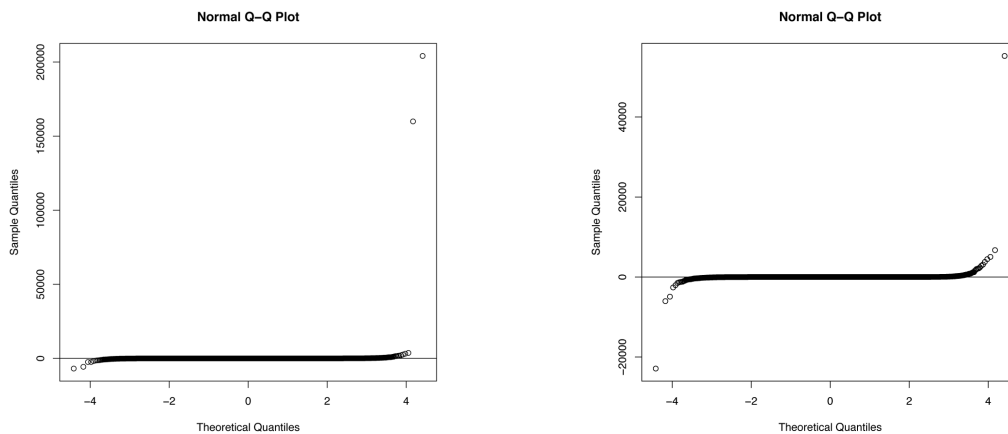 Normal Q−Q Plot
Sample Quantiles
200000
150000
100000
50000
0
−4 −2 0 2 4
Theoretical Quantiles
Normal Q−Q Plot
Sample Quantiles
40000
20000
0
−20000
−4 −2 0 2 4
Theoretical Quantiles